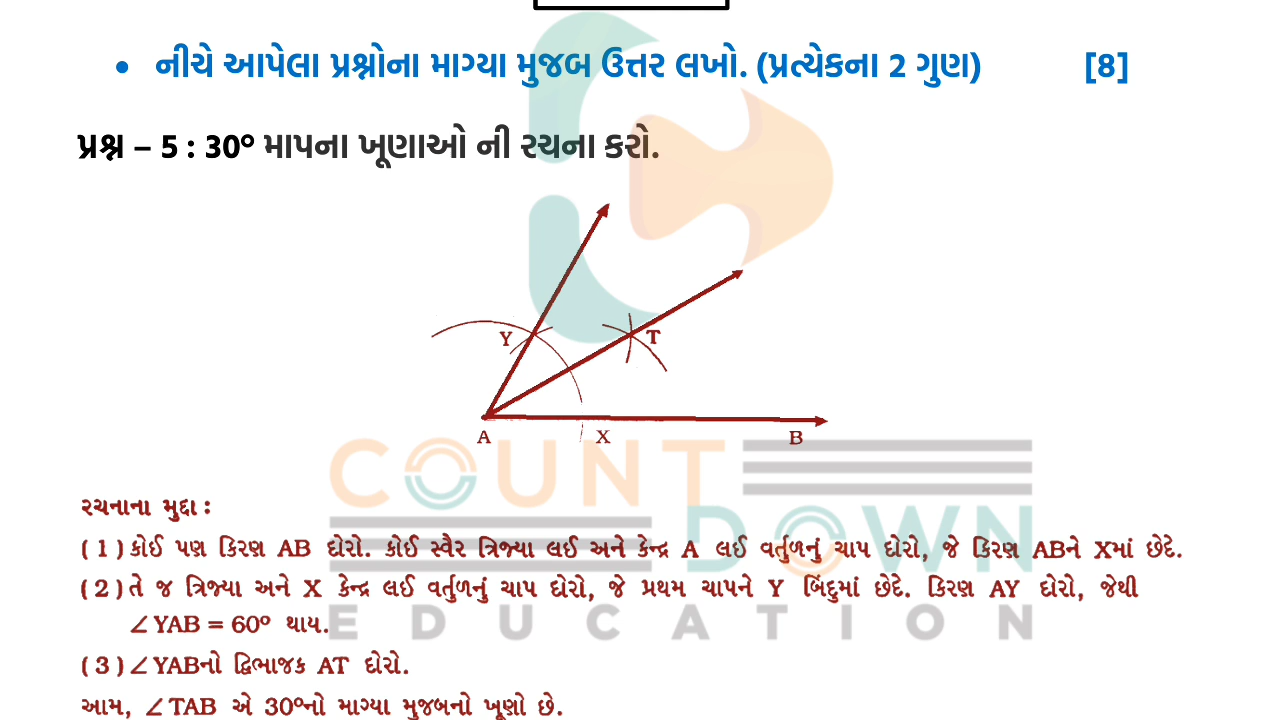 • નીચે આપેલા પ્રશ્નોના માગ્યા મુજબ ઉત્તર લખો. (પ્રત્યેકના 2 ગુણ) [8]
પ્રશ્ન – 5 : 30° માપના ખૂણાઓ ની રચના કરો.
Y T
A X B
COUNT
DOWN
EDUCATION
રચનાના મુદ્દા :
( 1 ) કોઈ પણ કિરણ AB દોરો. કોઈ સ્વૈર ત્રિજ્યા લઈ અને કેન્દ્ર A લઈ વર્તુળનું ચાપ દોરો, જે કિરણ ABને Xમાં છેદે.
( 2 ) તે જ ત્રિજ્યા અને X કેન્દ્ર લઈ વર્તુળનું ચાપ દોરો, જે પ્રથમ ચાપને Y બિંદુમાં છેદે. કિરણ AY દોરો, જેથી
∠YAB = 60° થાય.
( 3 ) ∠YABનો દ્વિભાજક AT દોરો.
આમ, ∠TAB એ 30°નો માગ્યા મુજબનો ખૂણો છે.